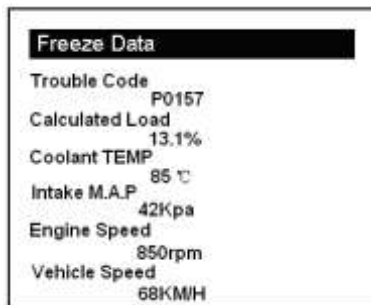 Freeze Data
Trouble Code
P0157
Calculated Load
13.1%
Coolant TEMP
85 ℃
Intake M.A.P
42Kpa
Engine Speed
850rpm
Vehicle Speed
68KM/H